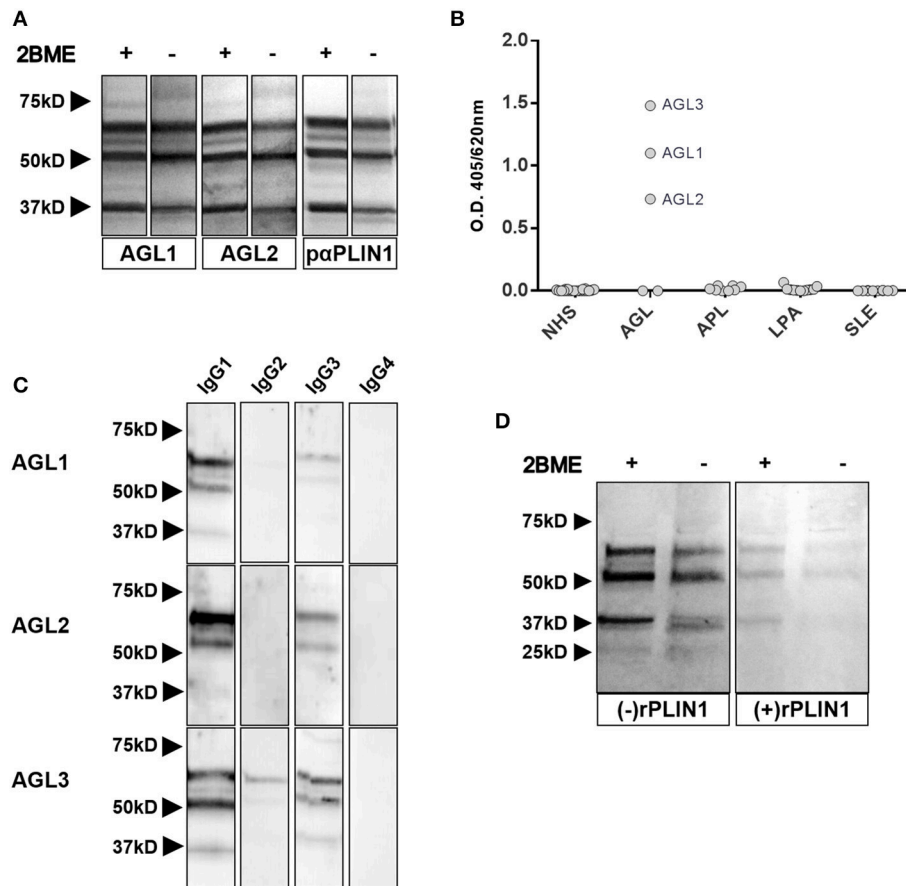 A
2BME + - + - + -
75kD
50kD
37kD
AGL1 AGL2 pαPLIN1
B
O.D. 405/620nm
2.0
1.5
1.0
0.5
0.0
AGL3
AGL1
AGL2
NHS AGL APL LPA SLE
C
IgG1 IgG2 IgG3 IgG4
AGL1
75kD
50kD
37kD
AGL2
75kD
50kD
37kD
AGL3
75kD
50kD
37kD
D
2BME + - + -
75kD
50kD
37kD
25kD
(-)rPLIN1 (+)rPLIN1